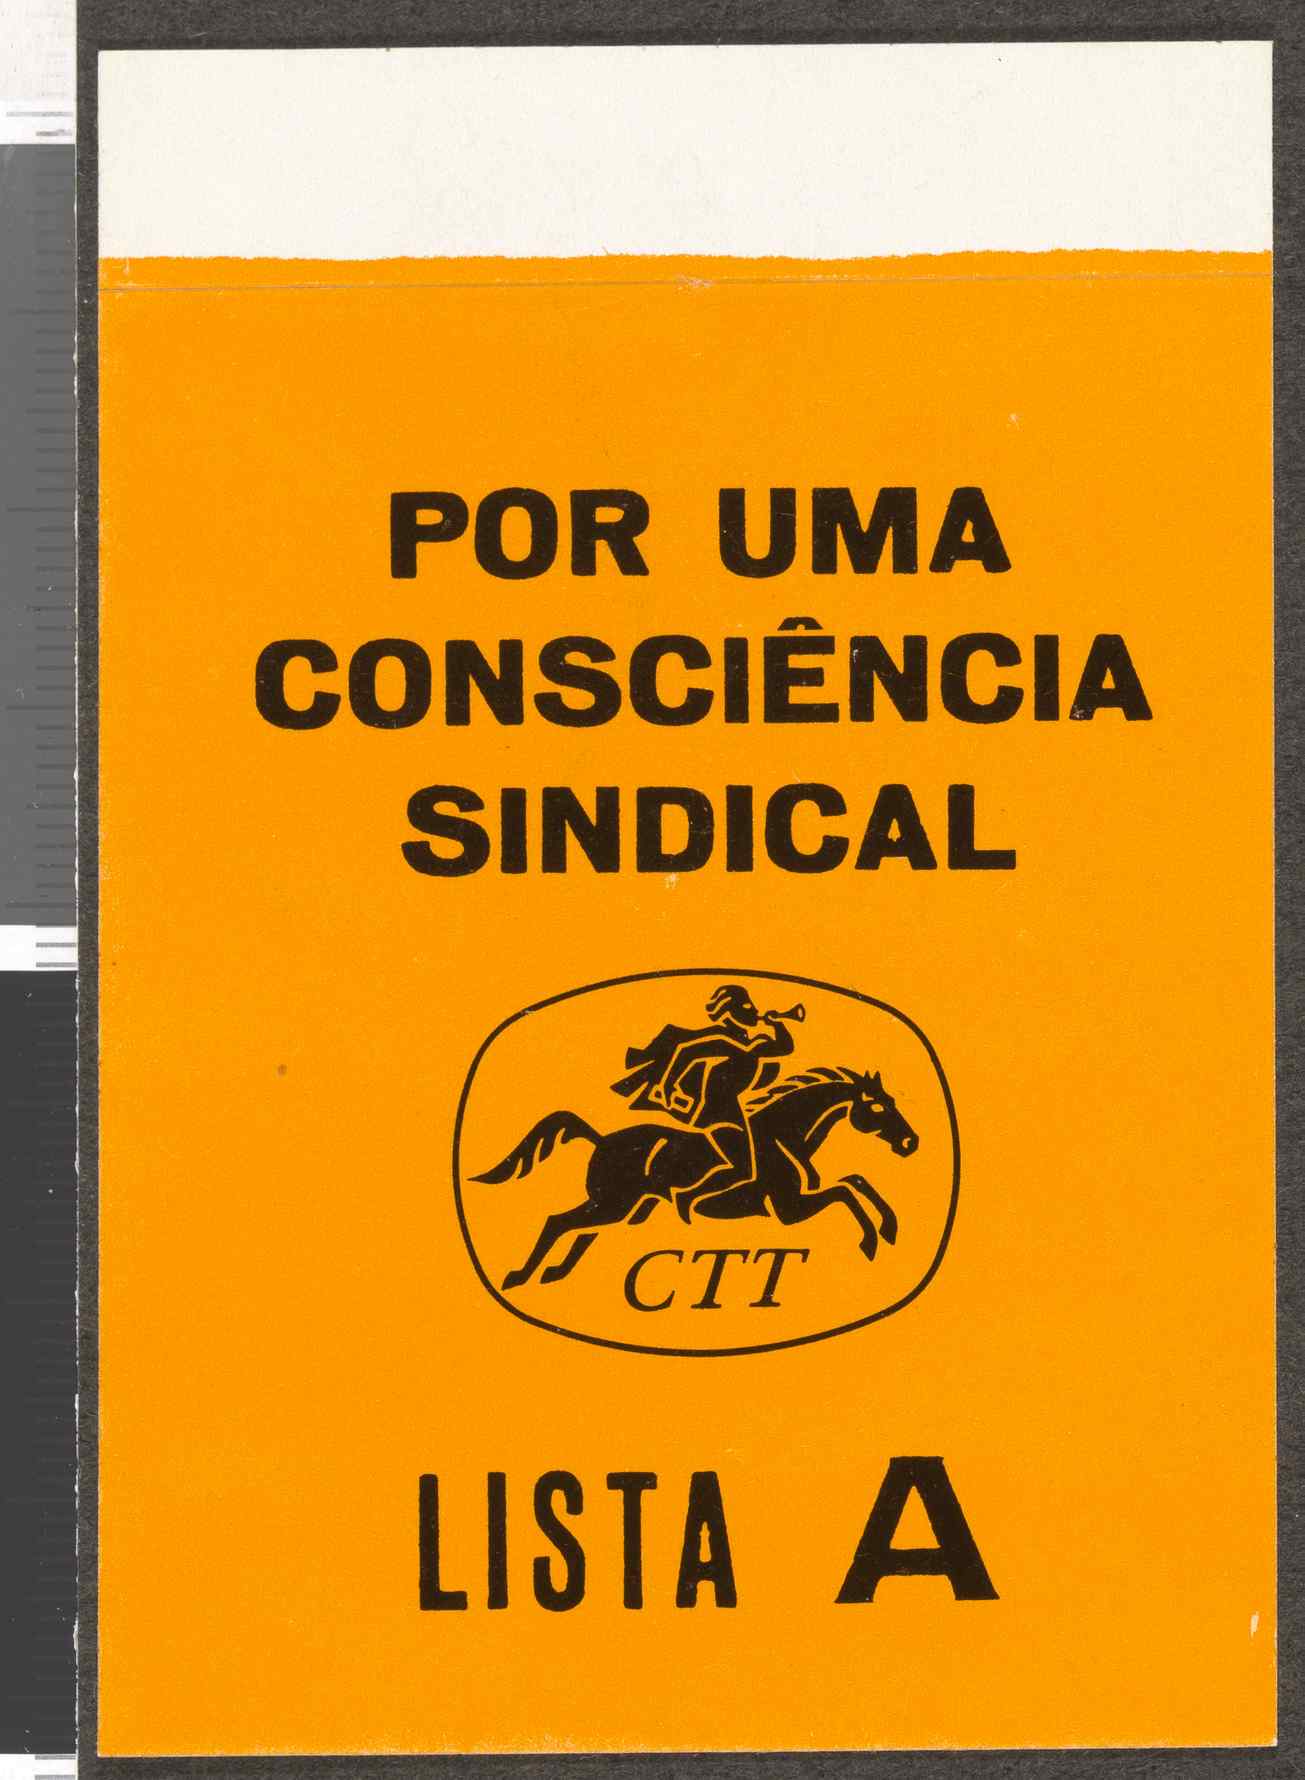 POR UMA
CONSCIÊNCIA
SINDICAL
CTT
LISTA A